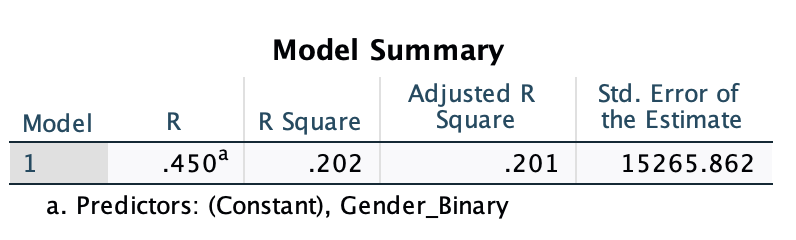 Model Summary
Model R R Square Adjusted R Square Std. Error of the Estimate
1 .450a .202 .201 15265.862
a. Predictors: (Constant), Gender_Binary